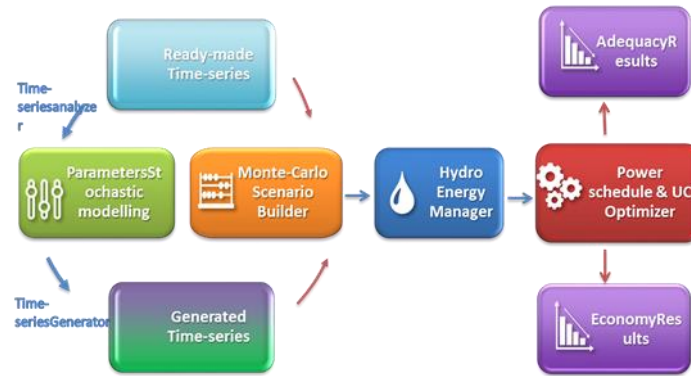 Ready-made
Time-series
AdequacyR
esults
Time-
seriesanalyze
r
ParametersSt
ochastic
modelling
Monte-Carlo
Scenario
Builder
Hydro
Energy
Manager
Power
schedule & UC
Optimizer
Time-
seriesGenerator
Generated
Time-series
EconomyRes
ults